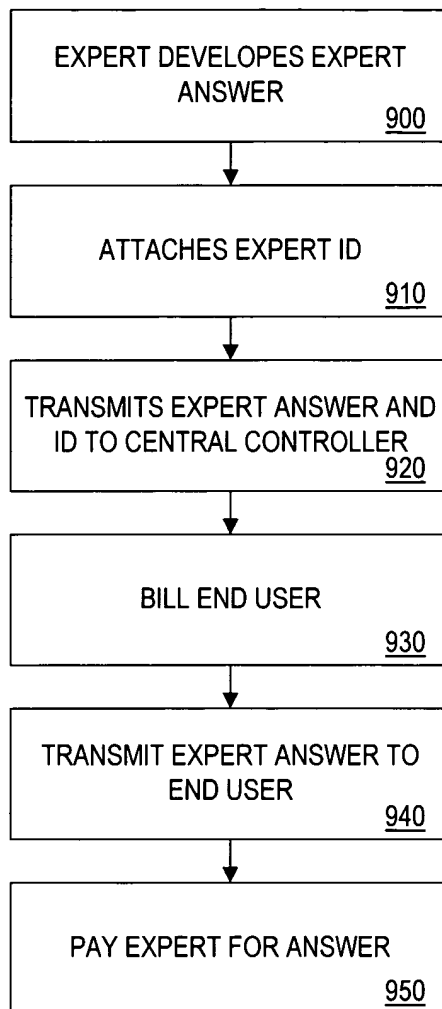 EXPERT DEVELOPES EXPERT
ANSWER
900
ATTACHES EXPERT ID
910
TRANSMITS EXPERT ANSWER AND
ID TO CENTRAL CONTROLLER
920
BILL END USER
930
TRANSMIT EXPERT ANSWER TO
END USER
940
PAY EXPERT FOR ANSWER
950